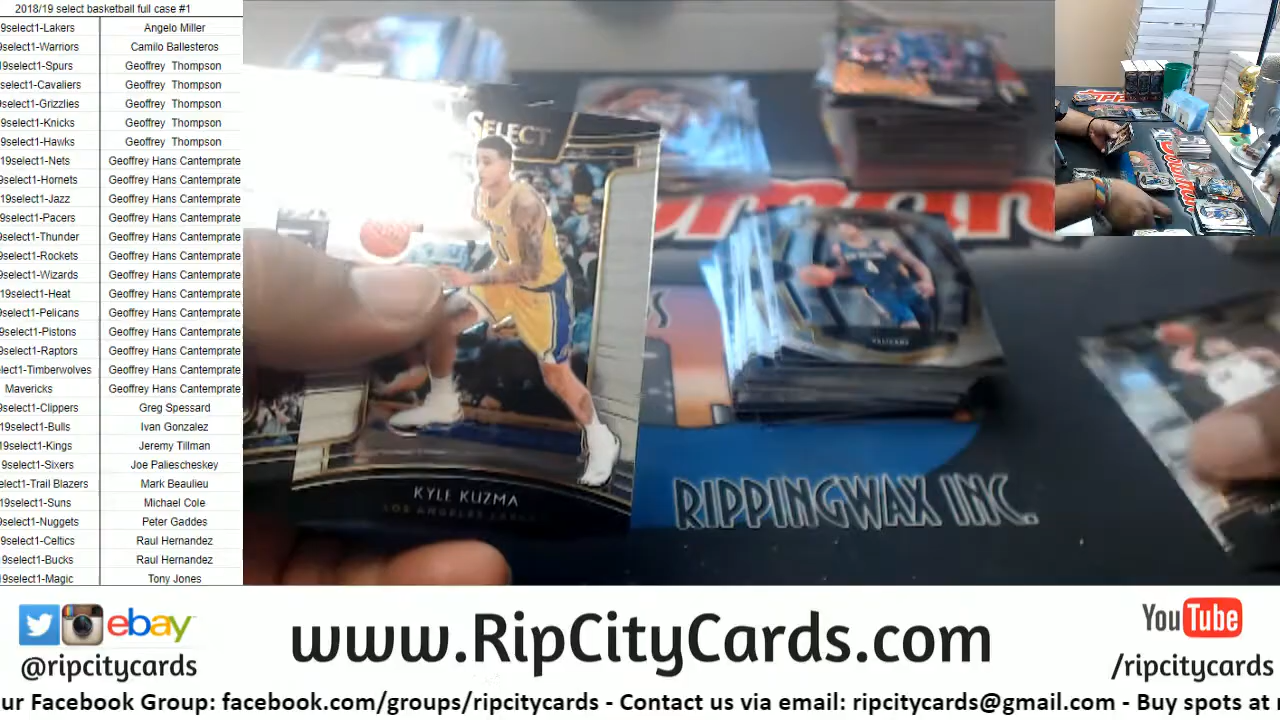 2018/19 select basketball full case #1
9select1-Lakers Angelo Miller
9select1-Warriors Camilo Ballesteros
9select1-Spurs Geoffrey Thompson
select1-Cavaliers Geoffrey Thompson
select1-Grizzlies Geoffrey Thompson
9select1-Knicks Geoffrey Thompson
9select1-Hawks Geoffrey Thompson
19select1-Nets Geoffrey Hans Cantemprate
9select1-Hornets Geoffrey Hans Cantemprate
19select1-Jazz Geoffrey Hans Cantemprate
9select1-Pacers Geoffrey Hans Cantemprate
9select1-Thunder Geoffrey Hans Cantemprate
9select1-Rockets Geoffrey Hans Cantemprate
9select1-Wizards Geoffrey Hans Cantemprate
19select1-Heat Geoffrey Hans Cantemprate
9select1-Pelicans Geoffrey Hans Cantemprate
9select1-Pistons Geoffrey Hans Cantemprate
9select1-Raptors Geoffrey Hans Cantemprate
elect1-Timberwolves Geoffrey Hans Cantemprate
Mavericks Geoffrey Hans Cantemprate
9select1-Clippers Greg Spessard
19select1-Bulls Ivan Gonzalez
19select1-Kings Jeremy Tillman
9select1-Sixers Joe Paliescheskey
elect1-Trail Blazers Mark Beaulieu
19select1-Suns Michael Cole
9select1-Nuggets Peter Gaddes
9select1-Celtics Raul Hernandez
9select1-Bucks Raul Hernandez
19select1-Magic Tony Jones
SELECT
KYLE KUZMA
LOS ANGELES LAKERS
PELICANS
RIPPINGWAX INC.
ebay
@ripcitycards
www.RipCityCards.com
YouTube
/ripcitycards
ur Facebook Group: facebook.com/groups/ripcitycards - Contact us via email: ripcitycards@gmail.com - Buy spots at